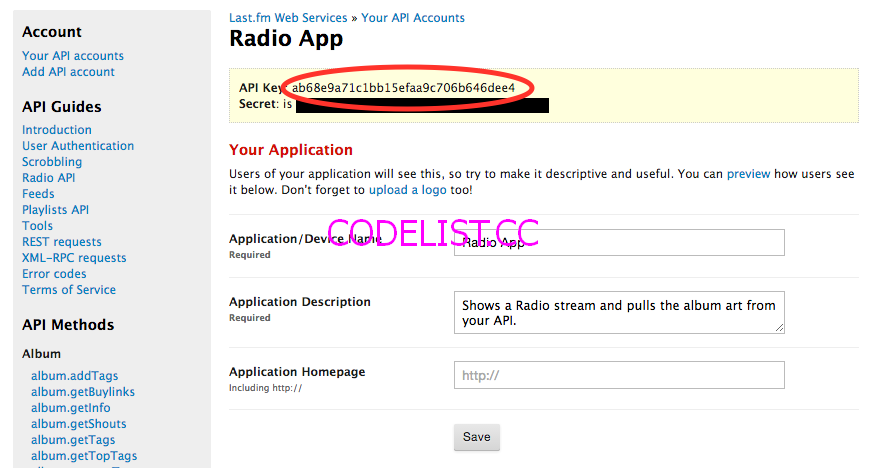 Account
Your API accounts
Add API account
API Guides
Introduction
User Authentication
Scrobbling
Radio API
Feeds
Playlists API
Tools
REST requests
XML-RPC requests
Error codes
Terms of Service
API Methods
Album
album.addTags
album.getBuylinks
album.getInfo
album.getShouts
album.getTags
album.getTopTags
Last.fm Web Services » Your API Accounts
Radio App
API Key: ab68e9a71c1bb15efaa9c706b646dee4
Secret: is
Your Application
Users of your application will see this, so try to make it descriptive and useful. You can preview how users see
it below. Don't forget to upload a logo too!
CODELIST.CC
Application/Device Name
Required
Radio App
Application Description
Required
Shows a Radio stream and pulls the album art from
your API.
Application Homepage
Including http://
http://
Save